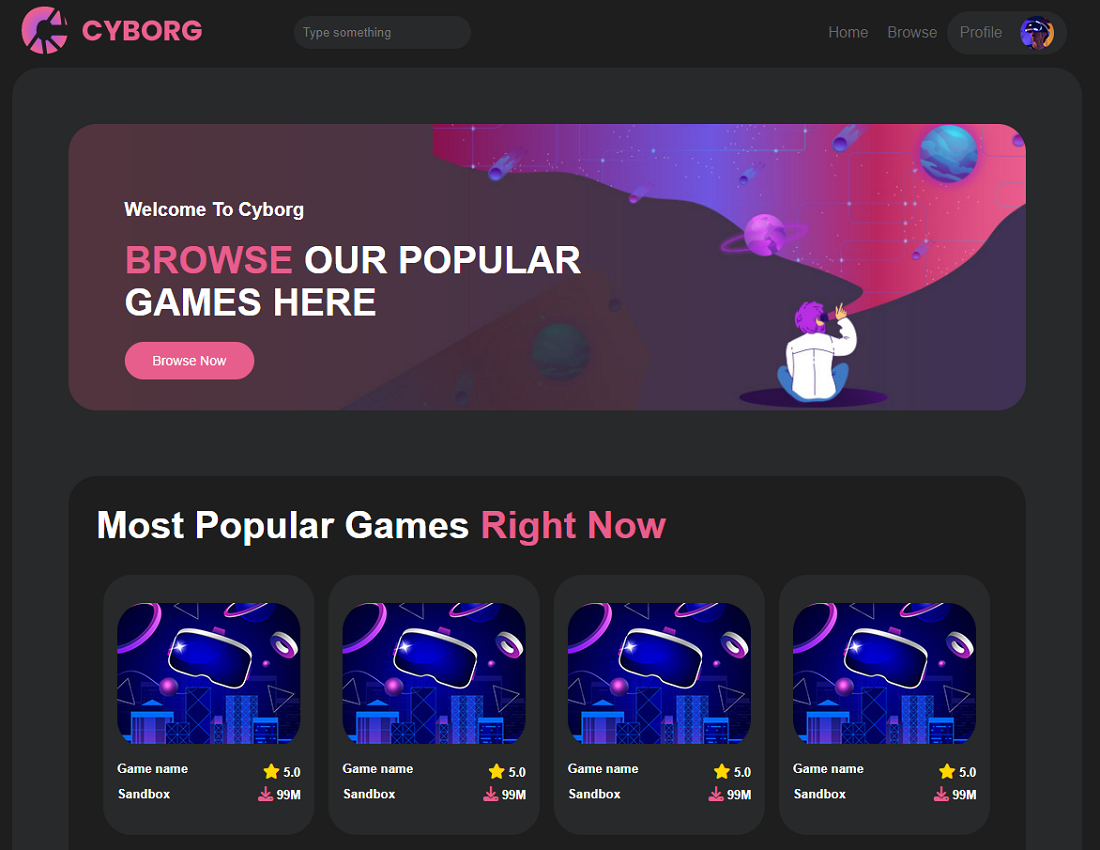 CYBORG
Type something
Home Browse Profile
Welcome To Cyborg
BROWSE OUR POPULAR
GAMES HERE
Browse Now
Most Popular Games Right Now
Game name 5.0
Sandbox 99M
Game name 5.0
Sandbox 99M
Game name 5.0
Sandbox 99M
Game name 5.0
Sandbox 99M